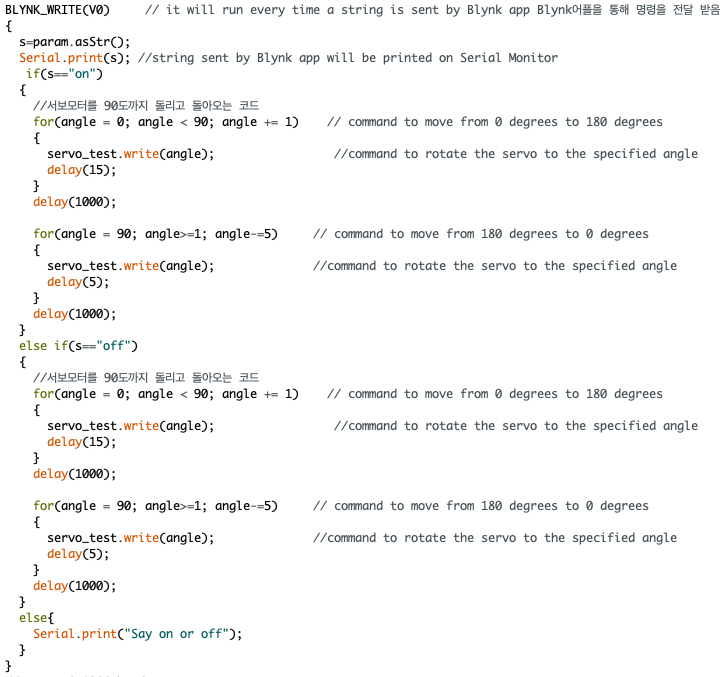 BLYNK_WRITE(V0)     // it will run every time a string is sent by Blynk app Blynk어플을 통해 명령을 전달 받음
{
  s=param.asStr();
  Serial.print(s); //string sent by Blynk app will be printed on Serial Monitor
   if(s=="on")
  {
    //서보모터를 90도까지 돌리고 돌아오는 코드
    for(angle = 0; angle < 90; angle += 1)    // command to move from 0 degrees to 180 degrees
    {
      servo_test.write(angle);                 //command to rotate the servo to the specified angle
      delay(15);
    }
    delay(1000);

    for(angle = 90; angle>=1; angle-=5)     // command to move from 180 degrees to 0 degrees
    {
      servo_test.write(angle);              //command to rotate the servo to the specified angle
      delay(5);
    }
    delay(1000);
  }
  else if(s=="off")
  {
    //서보모터를 90도까지 돌리고 돌아오는 코드
    for(angle = 0; angle < 90; angle += 1)    // command to move from 0 degrees to 180 degrees
    {
      servo_test.write(angle);                 //command to rotate the servo to the specified angle
      delay(15);
    }
    delay(1000);

    for(angle = 90; angle>=1; angle-=5)     // command to move from 180 degrees to 0 degrees
    {
      servo_test.write(angle);              //command to rotate the servo to the specified angle
      delay(5);
    }
    delay(1000);
  }
  else{
    Serial.print("Say on or off");
  }
}